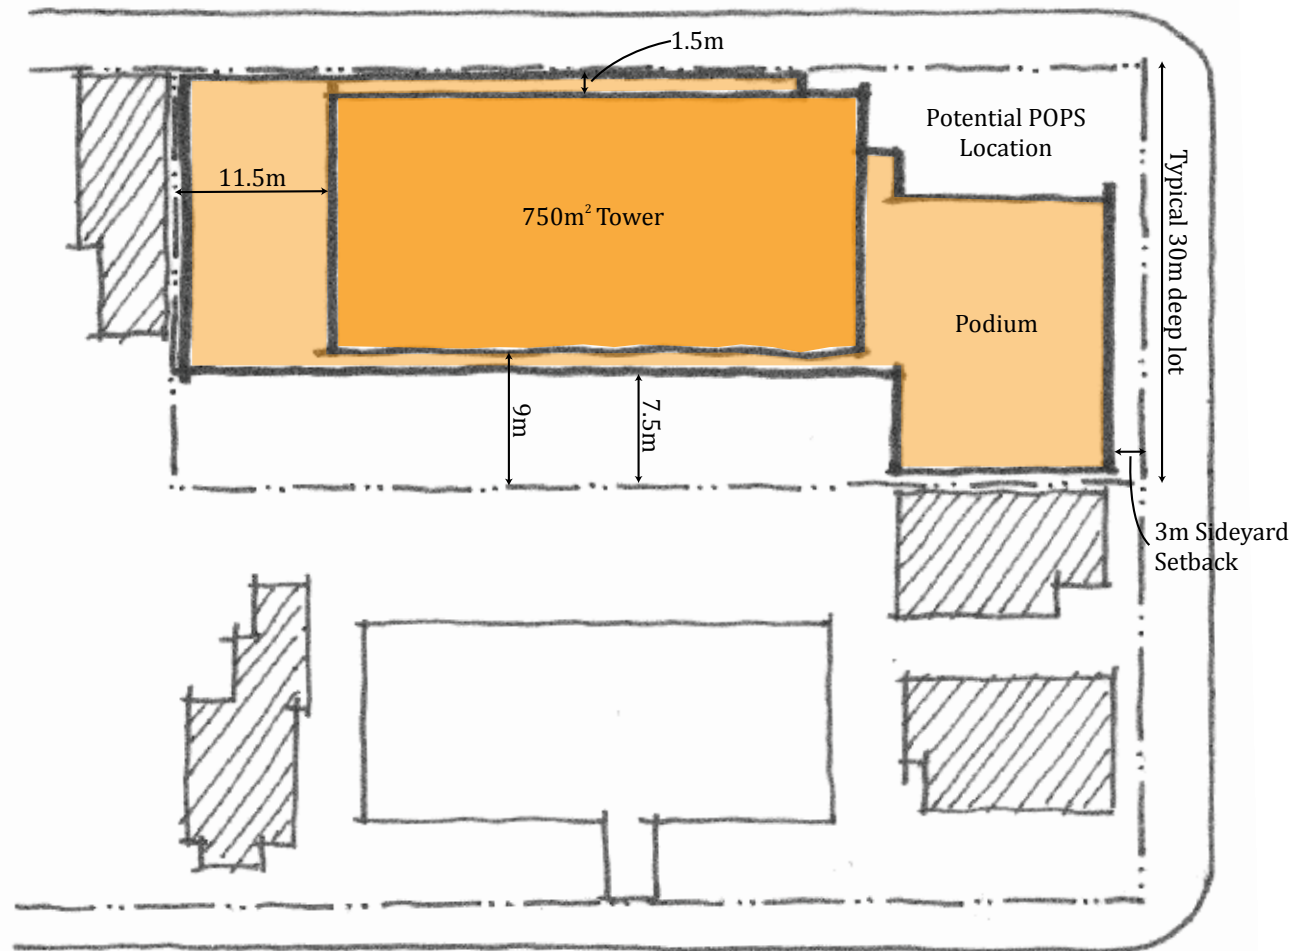 1.5m
Potential POPS
Location
11.5m
750m² Tower
Typical 30m deep lot
Podium
9m
7.5m
3m Sideyard
Setback